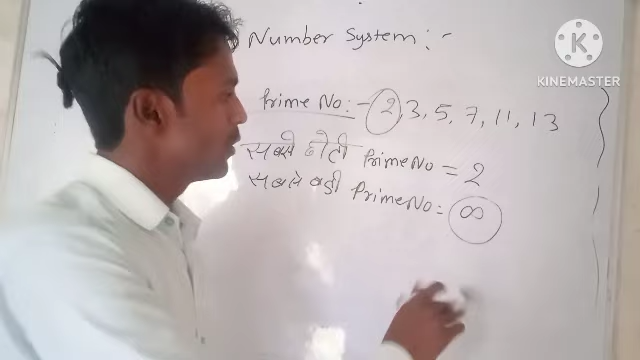 Number System :-
K
KINEMASTER
Prime No:- 2, 3, 5, 7, 11, 13
सबसे छोटी Prime No = 2
सबसे बड़ी Prime No = ∞